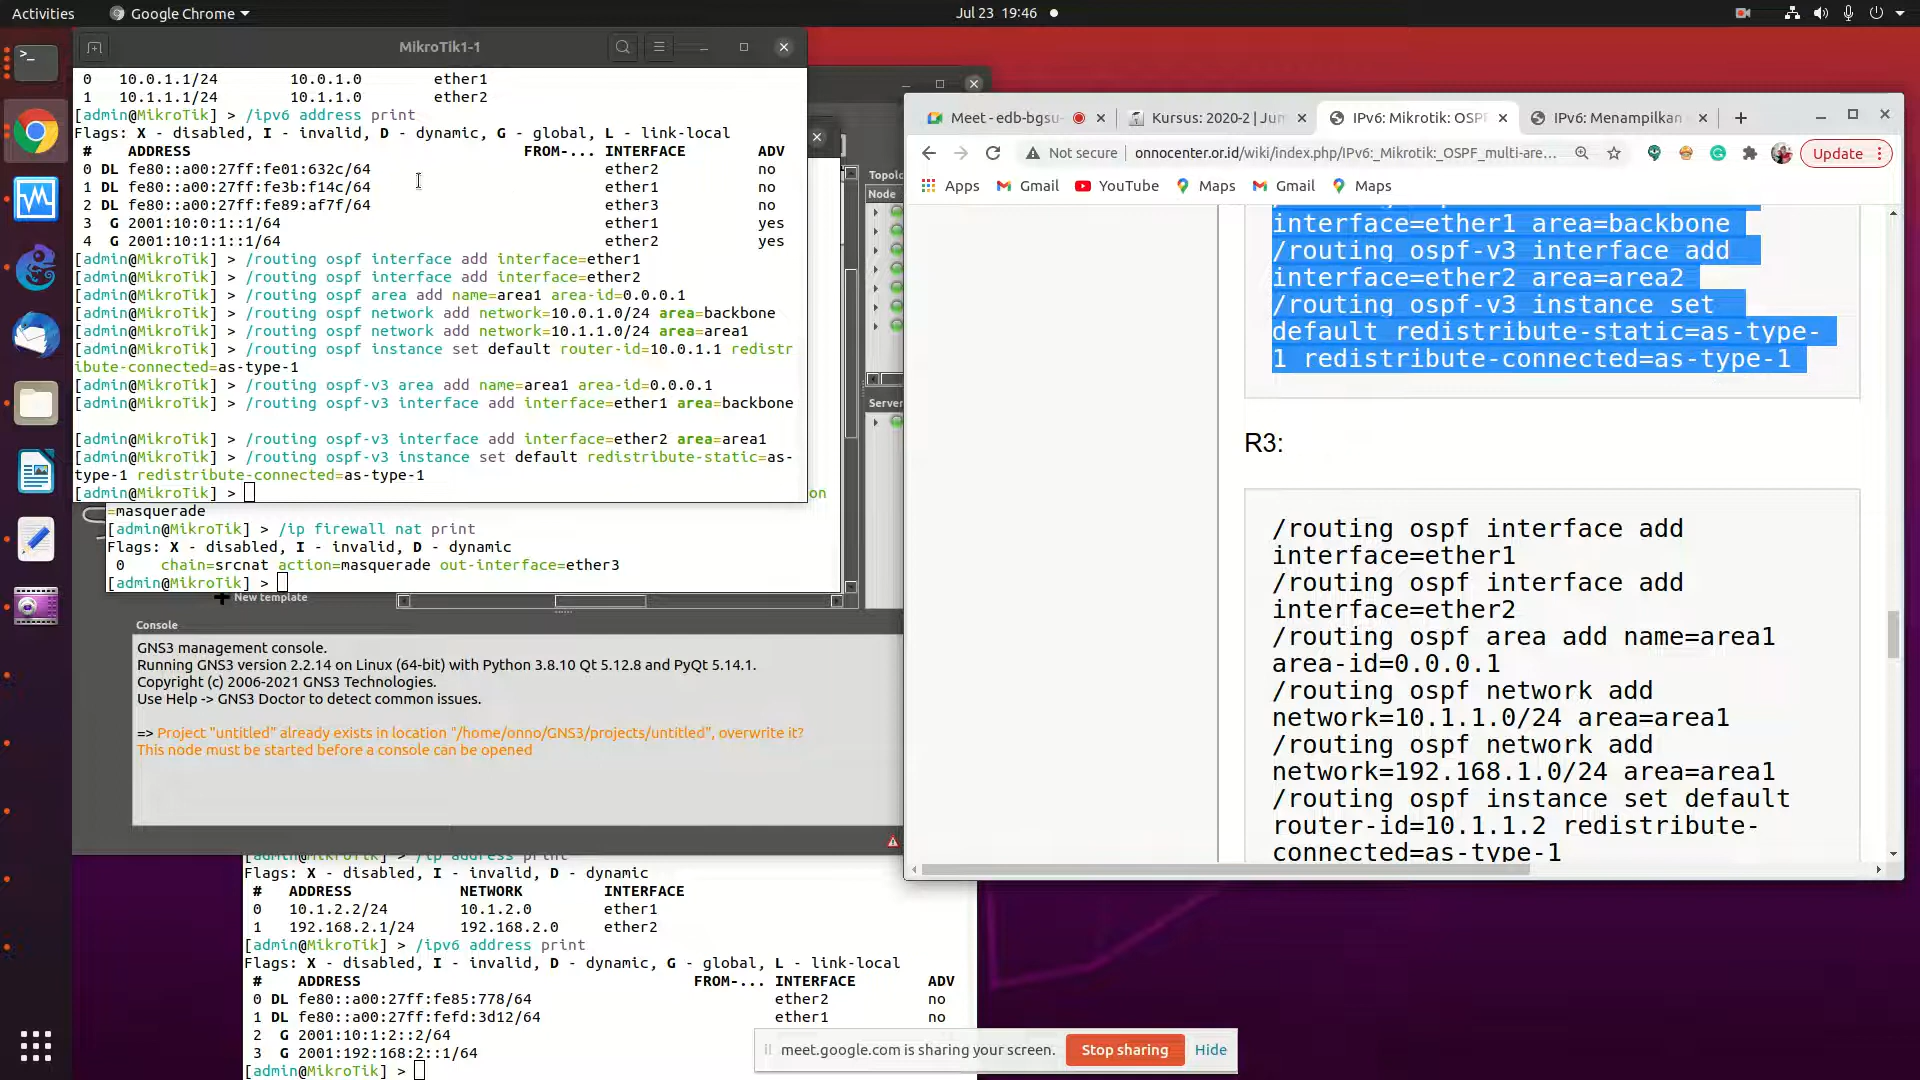 Activities
Google Chrome
Jul 23 19:46
MikroTik1-1
0 10.0.1.1/24 10.0.1.0 ether1
1 10.1.1.1/24 10.1.1.0 ether2
[admin@MikroTik] > /ipv6 address print
Flags: X - disabled, I - invalid, D - dynamic, G - global, L - link-local
# ADDRESS FROM-... INTERFACE ADV
0 DL fe80::a00:27ff:fe01:632c/64 ether2 no
1 DL fe80::a00:27ff:fe3b:f14c/64 ether1 no
2 DL fe80::a00:27ff:fe89:af7f/64 ether3 no
3 G 2001:10:0:1::1/64 ether1 yes
4 G 2001:10:1:1::1/64 ether2 yes
[admin@MikroTik] > /routing ospf interface add interface=ether1
[admin@MikroTik] > /routing ospf interface add interface=ether2
[admin@MikroTik] > /routing ospf area add name=area1 area-id=0.0.0.1
[admin@MikroTik] > /routing ospf network add network=10.0.1.0/24 area=backbone
[admin@MikroTik] > /routing ospf network add network=10.1.1.0/24 area=area1
[admin@MikroTik] > /routing ospf instance set default router-id=10.0.1.1 redistr
ibute-connected=as-type-1
[admin@MikroTik] > /routing ospf-v3 area add name=area1 area-id=0.0.0.1
[admin@MikroTik] > /routing ospf-v3 interface add interface=ether1 area=backbone
[admin@MikroTik] > /routing ospf-v3 interface add interface=ether2 area=area1
[admin@MikroTik] > /routing ospf-v3 instance set default redistribute-static=as-
type-1 redistribute-connected=as-type-1
[admin@MikroTik] >
on
=masquerade
[admin@MikroTik] > /ip firewall nat print
Flags: X - disabled, I - invalid, D - dynamic
0 chain=srcnat action=masquerade out-interface=ether3
[admin@MikroTik] >
New template
Topolo
Node
Server
Console
GNS3 management console.
Running GNS3 version 2.2.14 on Linux (64-bit) with Python 3.8.10 Qt 5.12.8 and PyQt 5.14.1.
Copyright (c) 2006-2021 GNS3 Technologies.
Use Help -> GNS3 Doctor to detect common issues.
=> Project "untitled" already exists in location "/home/onno/GNS3/projects/untitled", overwrite it?
This node must be started before a console can be opened
[admin@MikroTik] > /ip address print
Flags: X - disabled, I - invalid, D - dynamic
# ADDRESS NETWORK INTERFACE
0 10.1.2.2/24 10.1.2.0 ether1
1 192.168.2.1/24 192.168.2.0 ether2
[admin@MikroTik] > /ipv6 address print
Flags: X - disabled, I - invalid, D - dynamic, G - global, L - link-local
# ADDRESS FROM-... INTERFACE ADV
0 DL fe80::a00:27ff:fe85:778/64 ether2 no
1 DL fe80::a00:27ff:fefd:3d12/64 ether1 no
2 G 2001:10:1:2::2/64
3 G 2001:192:168:2::1/64
[admin@MikroTik] >
Meet - edb-bgsu-
Kursus: 2020-2 | Jum
IPv6: Mikrotik: OSPF
IPv6: Menampilkan
Not secure
onnocenter.or.id/wiki/index.php/IPv6:_Mikrotik:_OSPF_multi-are...
Update
Apps
Gmail
YouTube
Maps
Gmail
Maps
interface=ether1 area=backbone
/routing ospf-v3 interface add
interface=ether2 area=area2
/routing ospf-v3 instance set
default redistribute-static=as-type-
1 redistribute-connected=as-type-1
R3:
/routing ospf interface add
interface=ether1
/routing ospf interface add
interface=ether2
/routing ospf area add name=area1
area-id=0.0.0.1
/routing ospf network add
network=10.1.1.0/24 area=area1
/routing ospf network add
network=192.168.1.0/24 area=area1
/routing ospf instance set default
router-id=10.1.1.2 redistribute-
connected=as-type-1
meet.google.com is sharing your screen.
Stop sharing
Hide